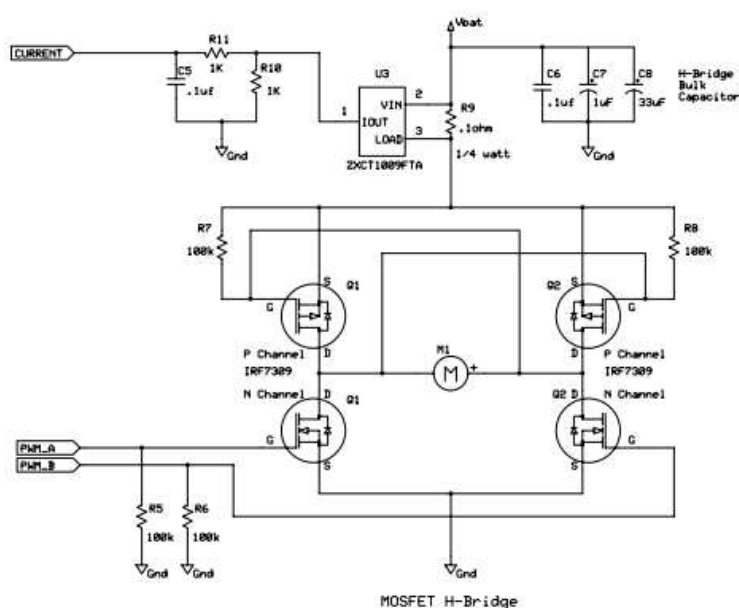 Vbat
CURRENT
R11
1K
C5
.1uf
R10
1K
Gnd
U3
1
IOUT
VIN
LOAD
2
3
ZXCT1009FTA
R9
.1ohm
1/4 watt
C6
.1uf
C7
1uF
C8
33uF
H-Bridge
Bulk
Capacitor
Gnd
R7
100k
R8
100k
S
Q1
G
D
P Channel
IRF7309
S
Q2
G
D
P Channel
IRF7309
M1
M
+
N Channel
D
Q1
G
S
Q2
D
N Channel
G
S
PWM_A
PWM_B
R5
100k
R6
100k
Gnd
Gnd
Gnd
MOSFET H-Bridge